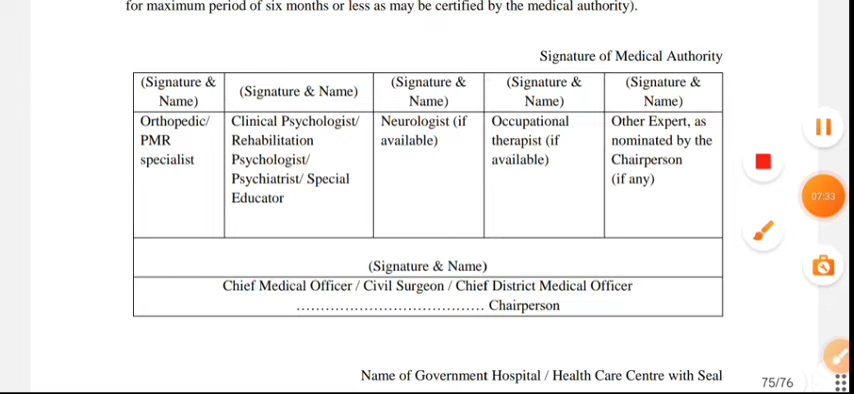 for maximum period of six months or less as may be certified by the medical authority).
Signature of Medical Authority
(Signature & Name)
(Signature & Name)
(Signature & Name)
(Signature & Name)
(Signature & Name)
Orthopedic/ PMR specialist
Clinical Psychologist/ Rehabilitation Psychologist/ Psychiatrist/ Special Educator
Neurologist (if available)
Occupational therapist (if available)
Other Expert, as nominated by the Chairperson (if any)
(Signature & Name)
Chief Medical Officer / Civil Surgeon / Chief District Medical Officer
....................................... Chairperson
Name of Government Hospital / Health Care Centre with Seal
07:33
75/76